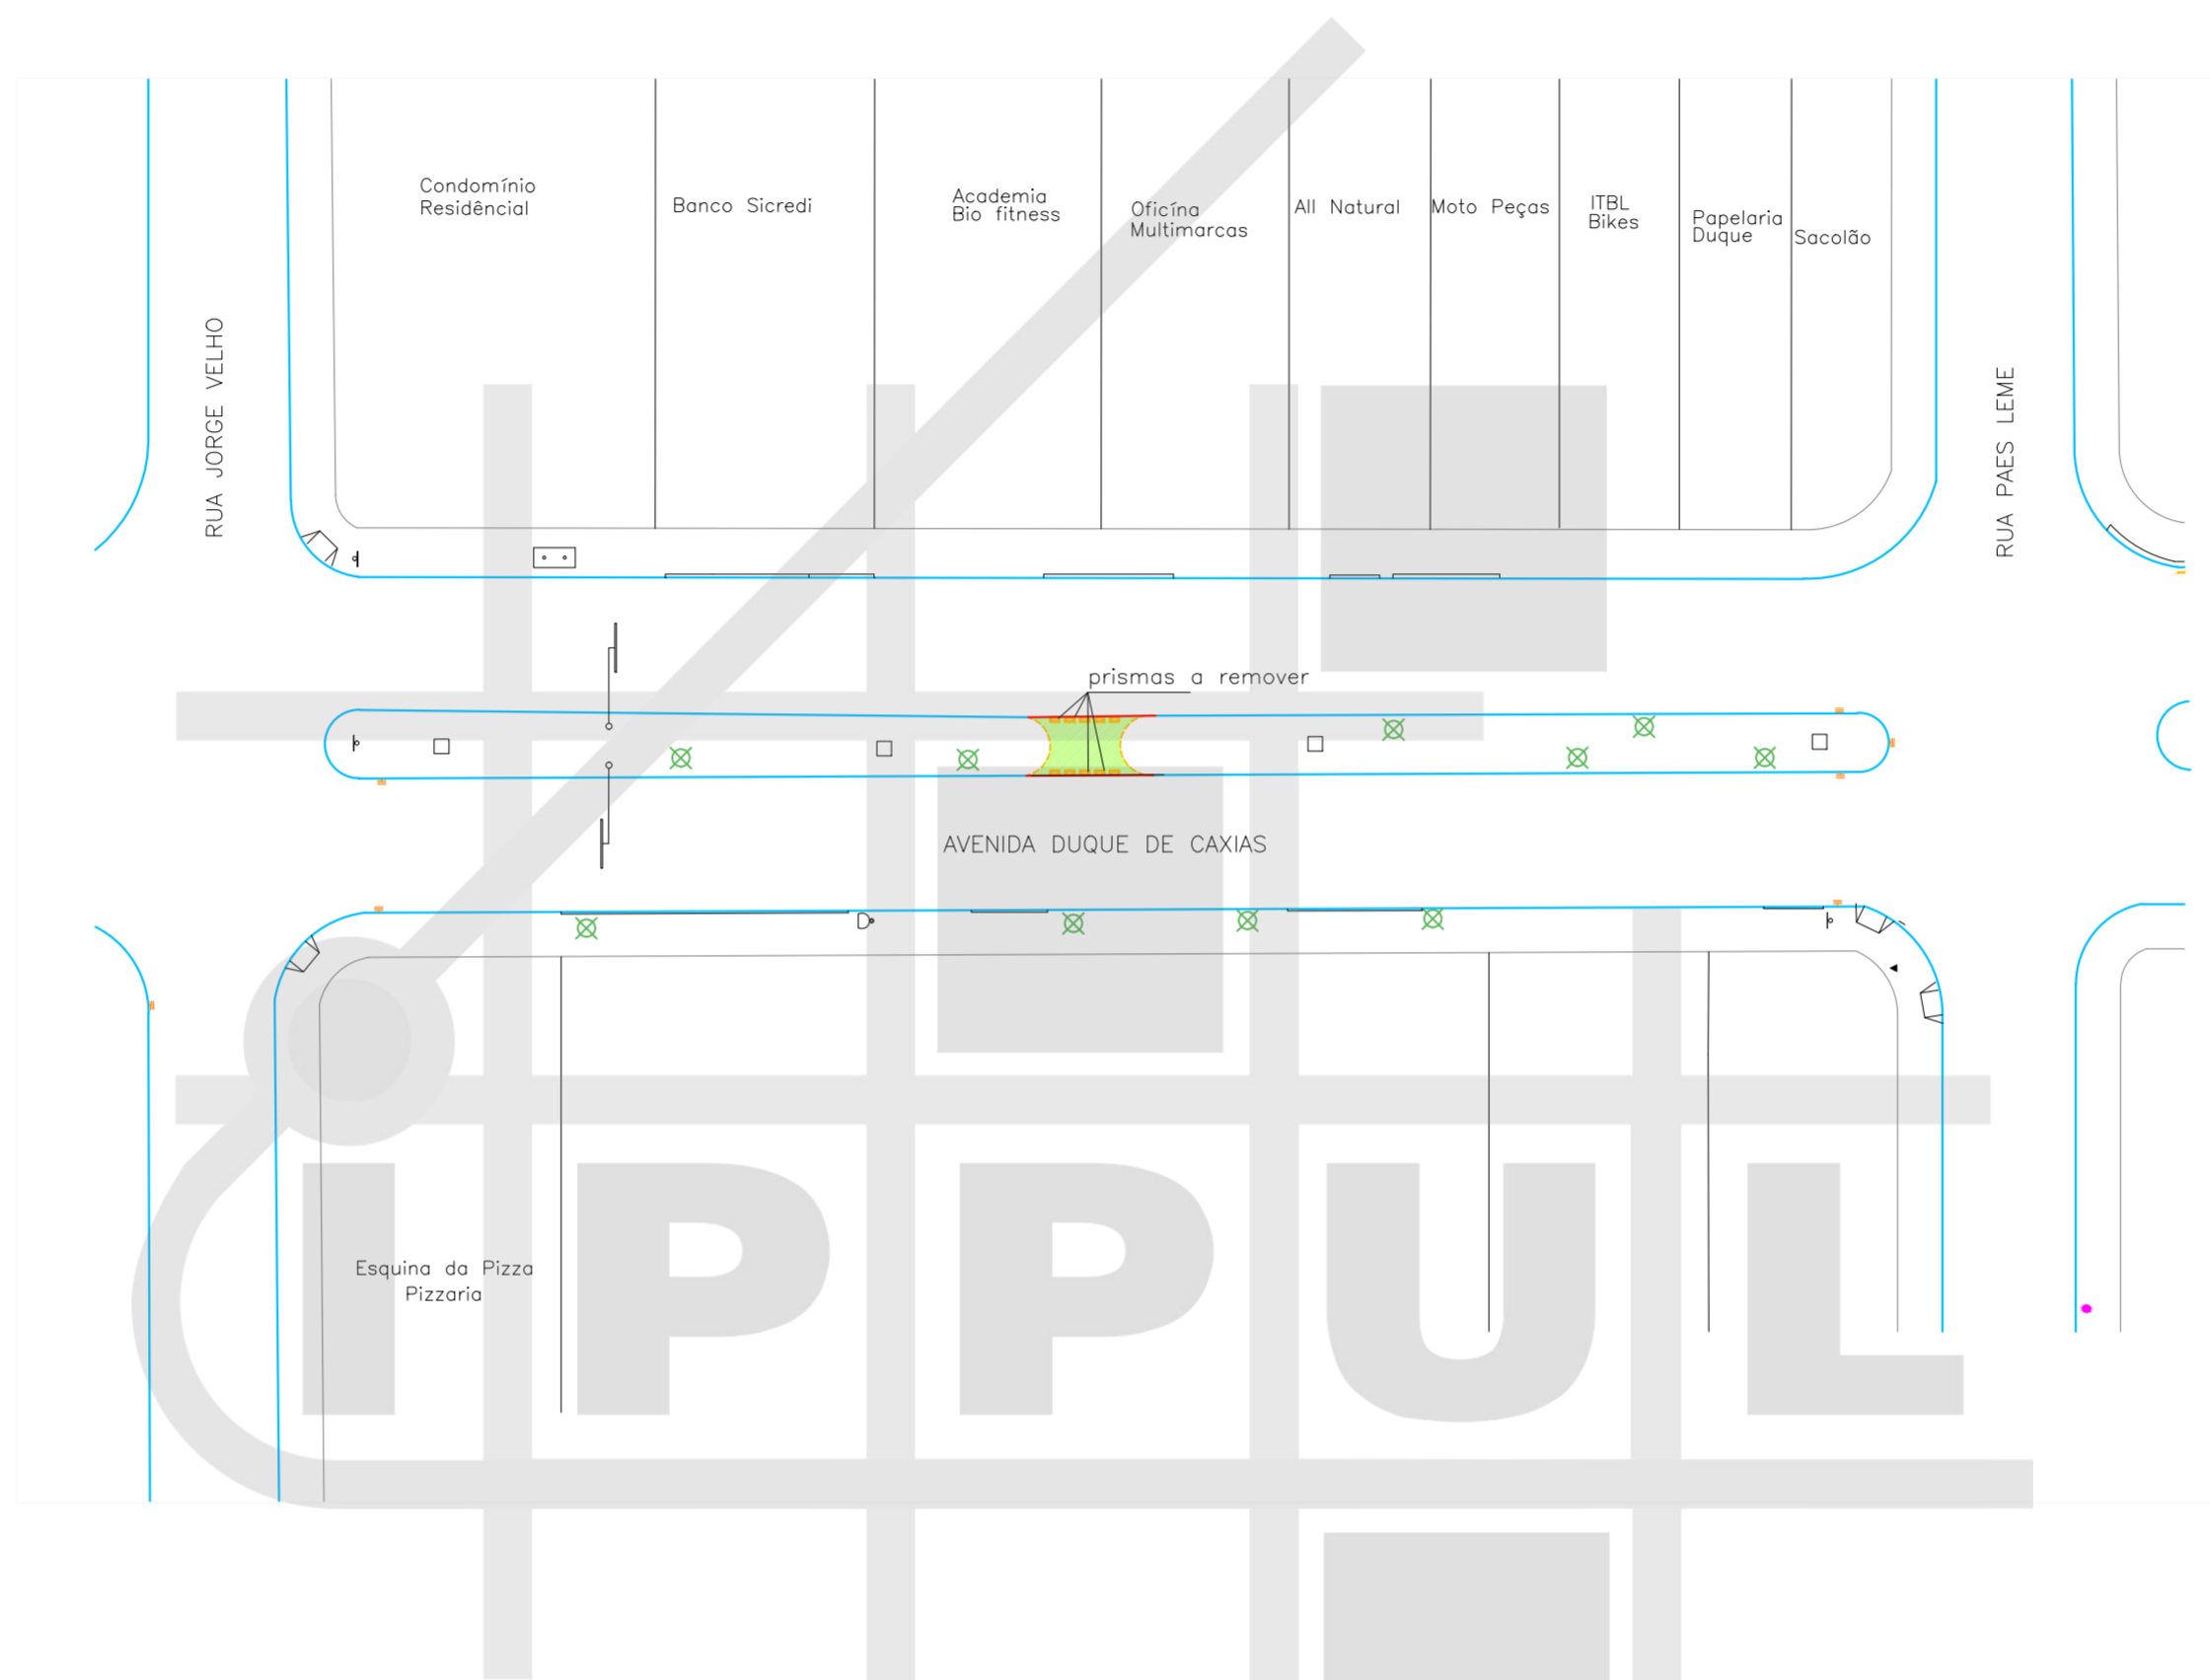 Condomínio
Residêncial
Banco Sicredi
Academia
Bio fitness
Oficína
Multimarcas
All Natural
Moto Peças
ITBL
Bikes
Papelaria
Duque
Sacolão
RUA JORGE VELHO
RUA PAES LEME
prismas a remover
AVENIDA DUQUE DE CAXIAS
Esquina da Pizza
Pizzaria
IPPUL